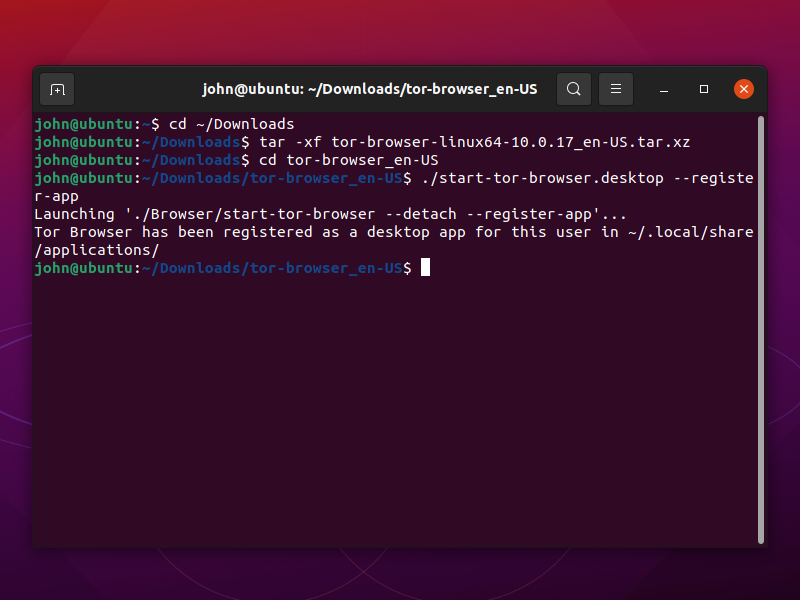 john@ubuntu: ~/Downloads/tor-browser_en-US
john@ubuntu:~$ cd ~/Downloads
john@ubuntu:~/Downloads$ tar -xf tor-browser-linux64-10.0.17_en-US.tar.xz
john@ubuntu:~/Downloads$ cd tor-browser_en-US
john@ubuntu:~/Downloads/tor-browser_en-US$ ./start-tor-browser.desktop --registe
r-app
Launching './Browser/start-tor-browser --detach --register-app'...
Tor Browser has been registered as a desktop app for this user in ~/.local/share
/applications/
john@ubuntu:~/Downloads/tor-browser_en-US$